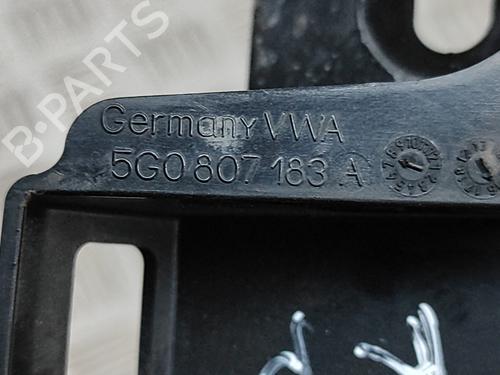 B-PARTS
Germany VWA
5G0 807 183 A